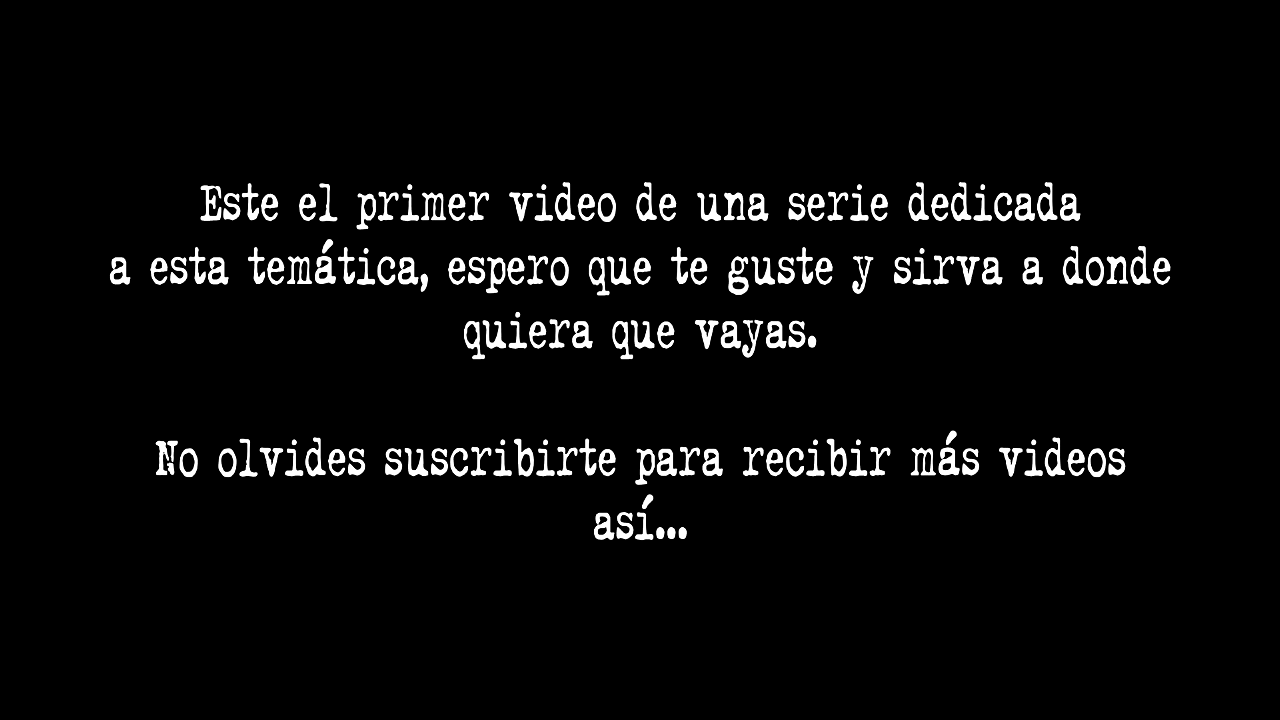 Este el primer video de una serie dedicada
a esta temática, espero que te guste y sirva a donde
quiera que vayas.
No olvides suscribirte para recibir más videos
así...